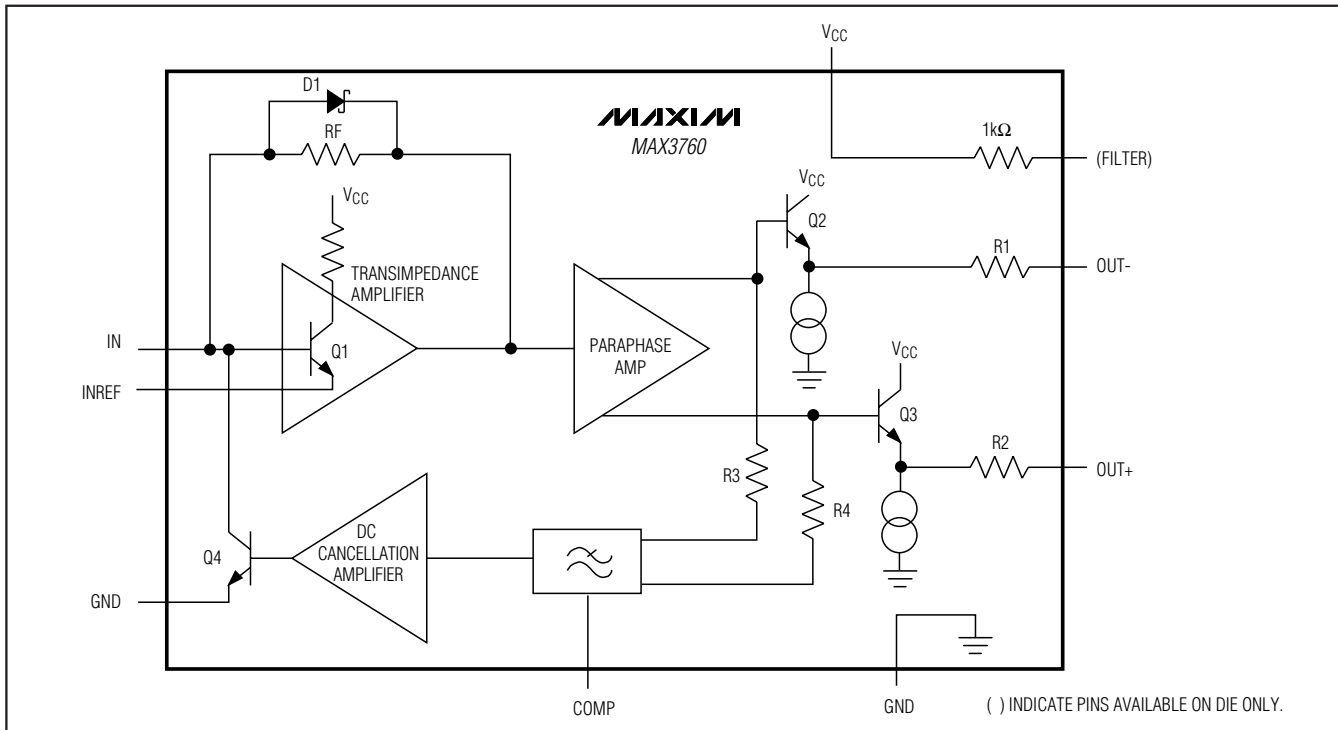 VCC
D1
MAXIM
MAX3760
RF
1kΩ
(FILTER)
VCC
VCC
Q2
R1
OUT-
TRANSIMPEDANCE
AMPLIFIER
IN
Q1
INREF
PARAPHASE
AMP
VCC
Q3
R2
OUT+
R3
R4
DC
CANCELLATION
AMPLIFIER
Q4
GND
COMP
GND
( ) INDICATE PINS AVAILABLE ON DIE ONLY.